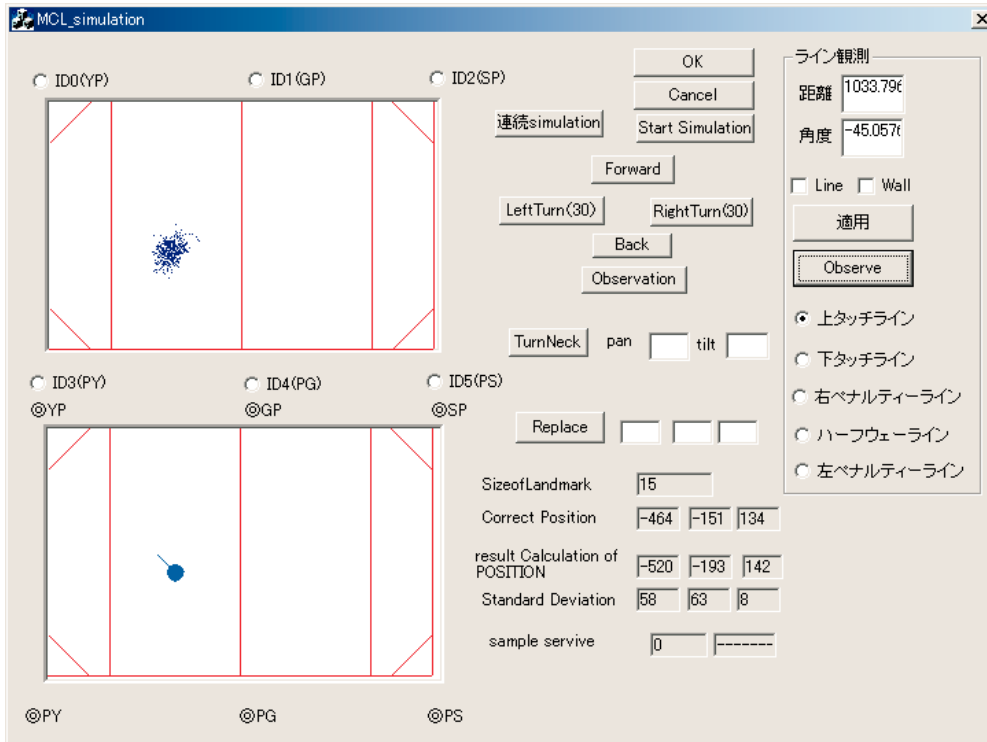 MCL_simulation
ID0(YP) ID1(GP) ID2(SP)
OK
Cancel
連続simulation Start Simulation
Forward
LeftTurn(30) RightTurn(30)
Back
Observation
TurnNeck pan tilt
ID3(PY) ID4(PG) ID5(PS)
◎YP ◎GP ◎SP
Replace
SizeofLandmark 15
Correct Position -464 -151 134
result Calculation of
POSITION -520 -193 142
Standard Deviation 58 63 8
sample servive 0 -------
◎PY ◎PG ◎PS
ライン観測
距離 1033.796
角度 -45.0576
Line Wall
適用
Observe
上タッチライン
下タッチライン
右ペナルティーライン
ハーフウェーライン
左ペナルティーライン